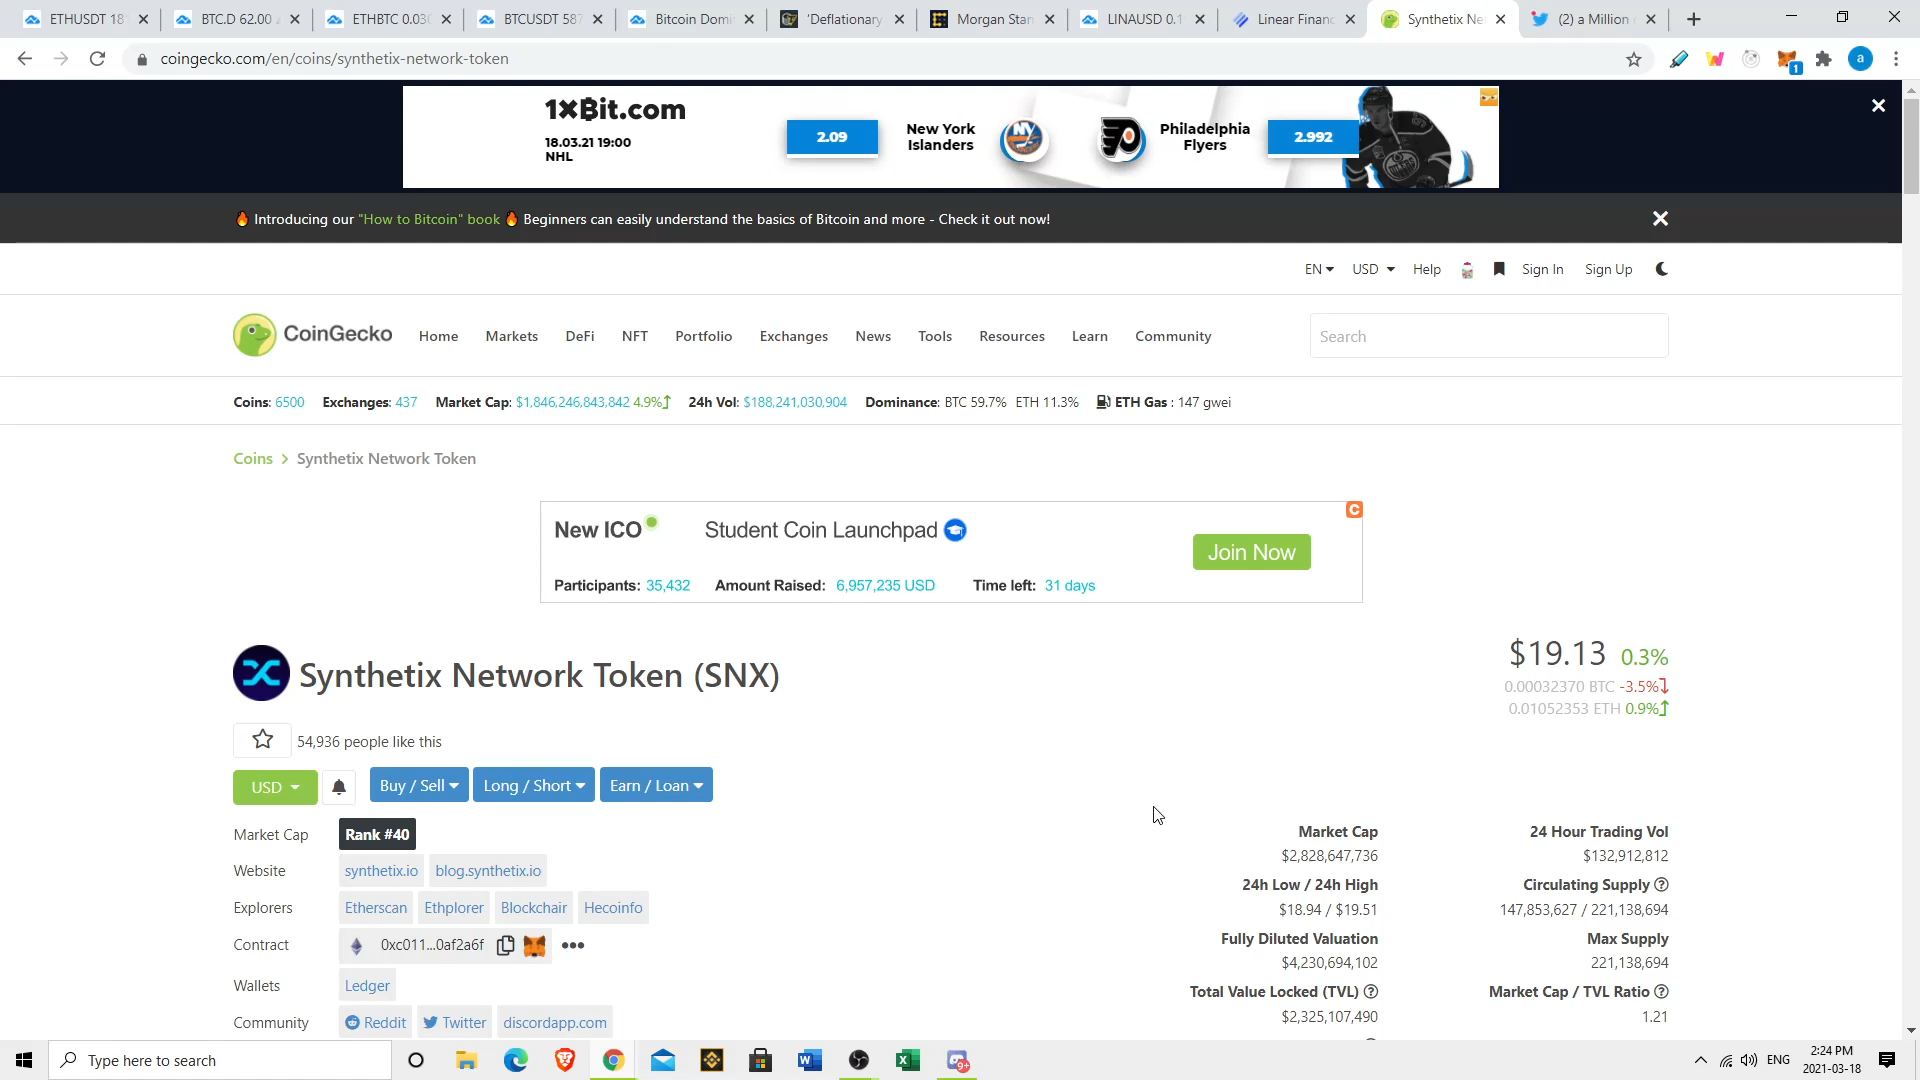 ETHUSDT 18
BTC.D 62.00
ETHBTC 0.03
BTCUSDT 587
Bitcoin Domi
'Deflationary
Morgan Stan
LINAUSD 0.1
Linear Financ
Synthetix Ne
(2) a Million
coingecko.com/en/coins/synthetix-network-token
a
1
1XBit.com
18.03.21 19:00
NHL
2.09
New York
Islanders
Philadelphia
Flyers
2.992
Introducing our "How to Bitcoin" book Beginners can easily understand the basics of Bitcoin and more - Check it out now!
EN USD Help Sign In Sign Up
CoinGecko Home Markets DeFi NFT Portfolio Exchanges News Tools Resources Learn Community Search
Coins: 6500 Exchanges: 437 Market Cap: $1,846,246,843,842 4.9% 24h Vol: $188,241,030,904 Dominance: BTC 59.7% ETH 11.3% ETH Gas : 147 gwei
Coins > Synthetix Network Token
New ICO Student Coin Launchpad
C
Join Now
Participants: 35,432 Amount Raised: 6,957,235 USD Time left: 31 days
Synthetix Network Token (SNX)
$19.13 0.3%
0.00032370 BTC -3.5%
0.01052353 ETH 0.9%
54,936 people like this
USD Buy / Sell Long / Short Earn / Loan
Market Cap Rank #40
Website synthetix.io blog.synthetix.io
Explorers Etherscan Ethplorer Blockchair Hecoinfo
Contract 0xc011...0af2a6f •••
Wallets Ledger
Community Reddit Twitter discordapp.com
Market Cap
$2,828,647,736
24h Low / 24h High
$18.94 / $19.51
Fully Diluted Valuation
$4,230,694,102
Total Value Locked (TVL)
$2,325,107,490
24 Hour Trading Vol
$132,912,812
Circulating Supply
147,853,627 / 221,138,694
Max Supply
221,138,694
Market Cap / TVL Ratio
1.21
Type here to search
W
X
9+
ENG
2:24 PM
2021-03-18